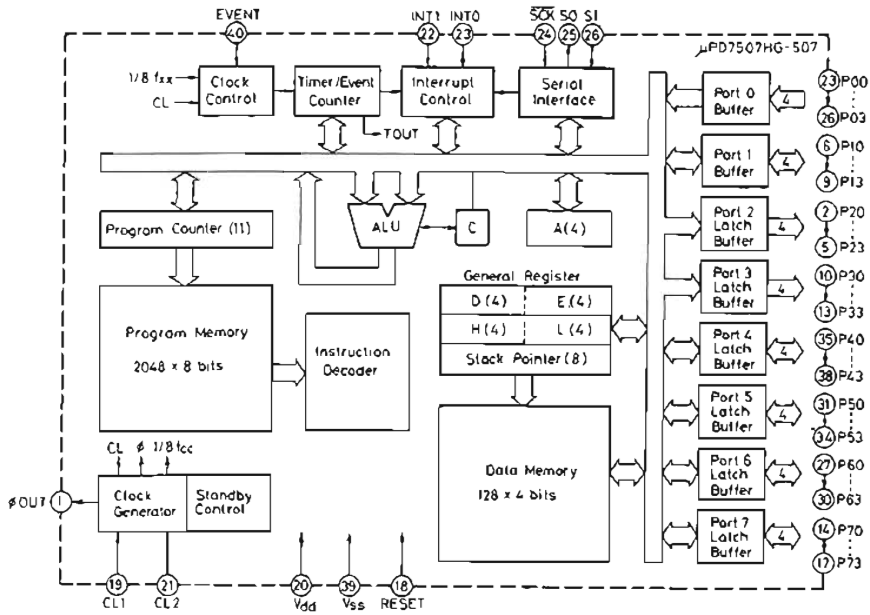 EVENT
INT1 INT0
SCK SO SI
40
22 23
24 25 26
µPD7507HG-507
1/8 fxx
CL
Clock
Control
Timer/Event
Counter
Interrupt
Control
Serial
Interface
TOUT
Port 0
Buffer
4
23 P00
26 P03
Port 1
Buffer
4
6 P10
9 P13
Program Counter (11)
ALU
C
A(4)
Port 2
Latch
Buffer
4
2 P20
5 P23
General Register
D(4) E(4)
H(4) L(4)
Stack Pointer (8)
Port 3
Latch
Buffer
4
10 P30
13 P33
Program Memory
2048 × 8 bits
Instruction
Decoder
Port 4
Latch
Buffer
4
35 P40
38 P43
Port 5
Latch
Buffer
4
31 P50
34 P53
Data Memory
128 × 4 bits
Port 6
Latch
Buffer
4
27 P60
30 P63
CL ø 1/8 fcc
øOUT 1
Clock
Generator
Standby
Control
Port 7
Latch
Buffer
4
14 P70
17 P73
19 21 20 39 18
CL1 CL2 Vdd Vss RESET